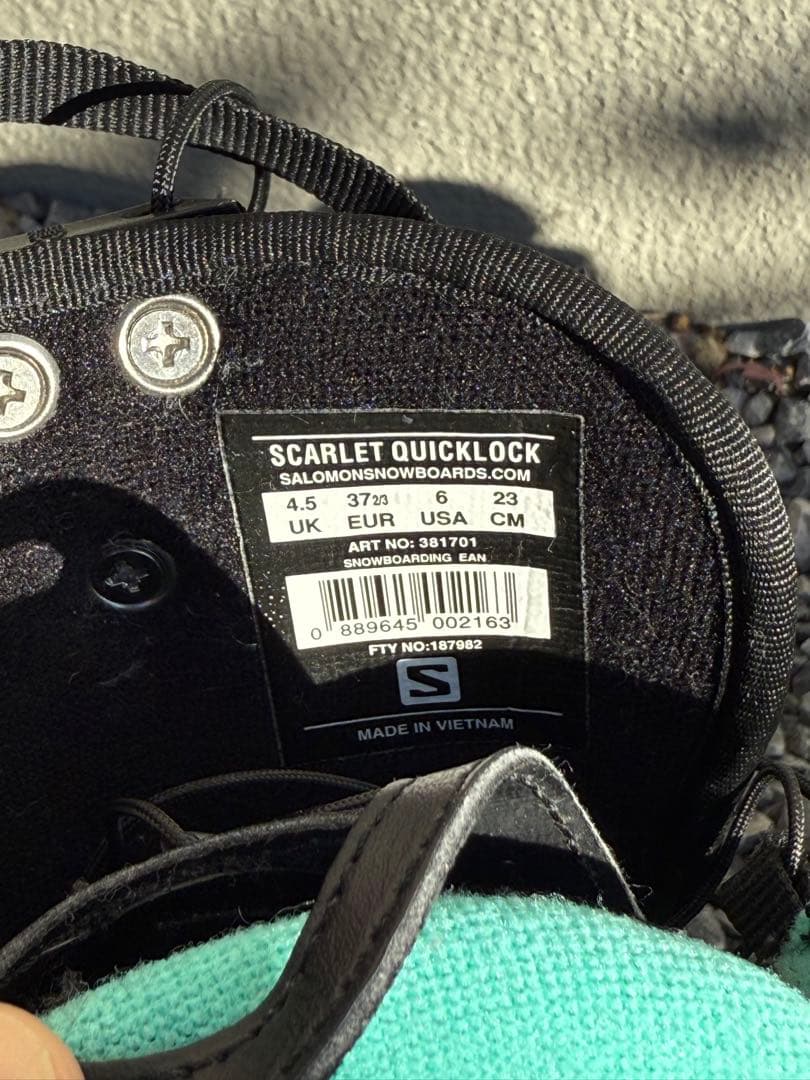 SCARLET QUICKLOCK
SALOMONSNOWBOARDS.COM
4.5 37 2/3 6 23
UK EUR USA CM
ART NO: 381701
SNOWBOARDING EAN
0 889645 002163
FTY NO:187982
S
MADE IN VIETNAM